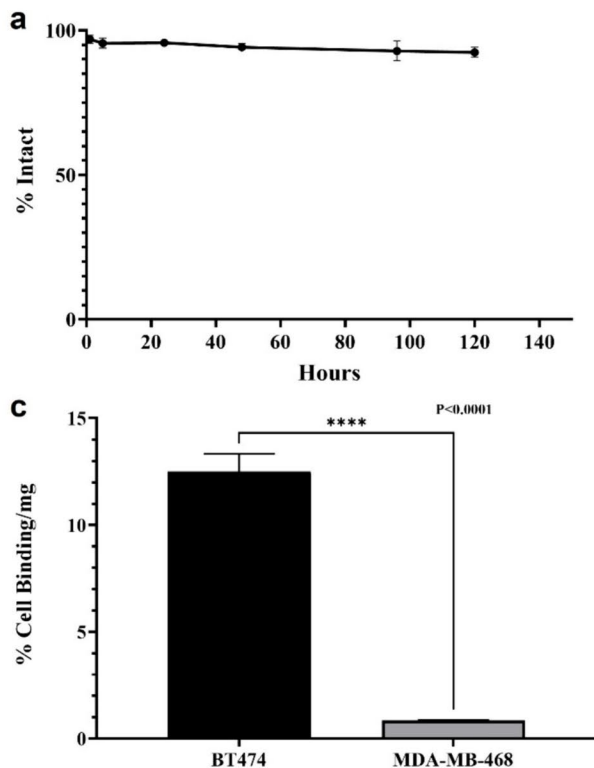 a
% Intact
100
50
0
0 20 40 60 80 100 120 140
Hours
c
P<0.0001
****
% Cell Binding/mg
15
10
5
0
BT474 MDA-MB-468